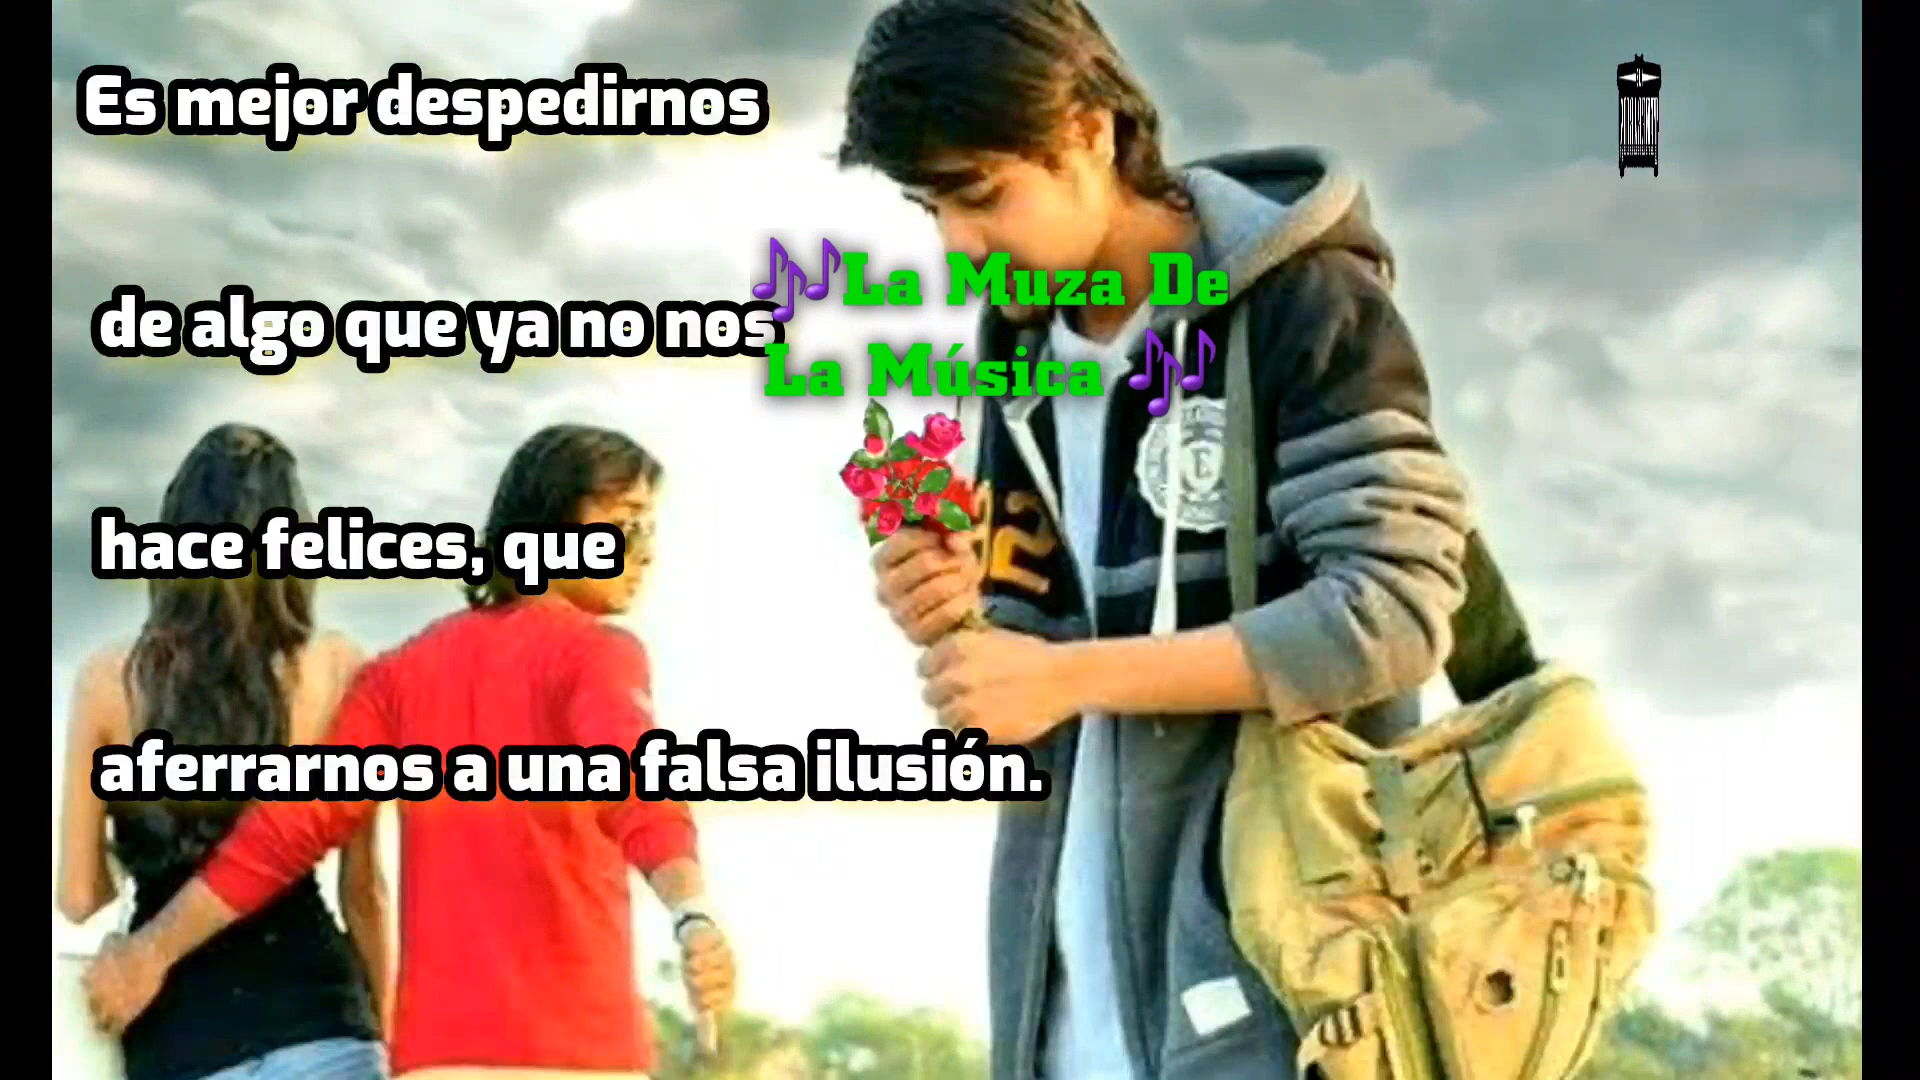 Es mejor despedirnos
de algo que ya no nos
hace felices, que
aferrarnos a una falsa ilusión.
🎶La Muza De
La Música 🎶